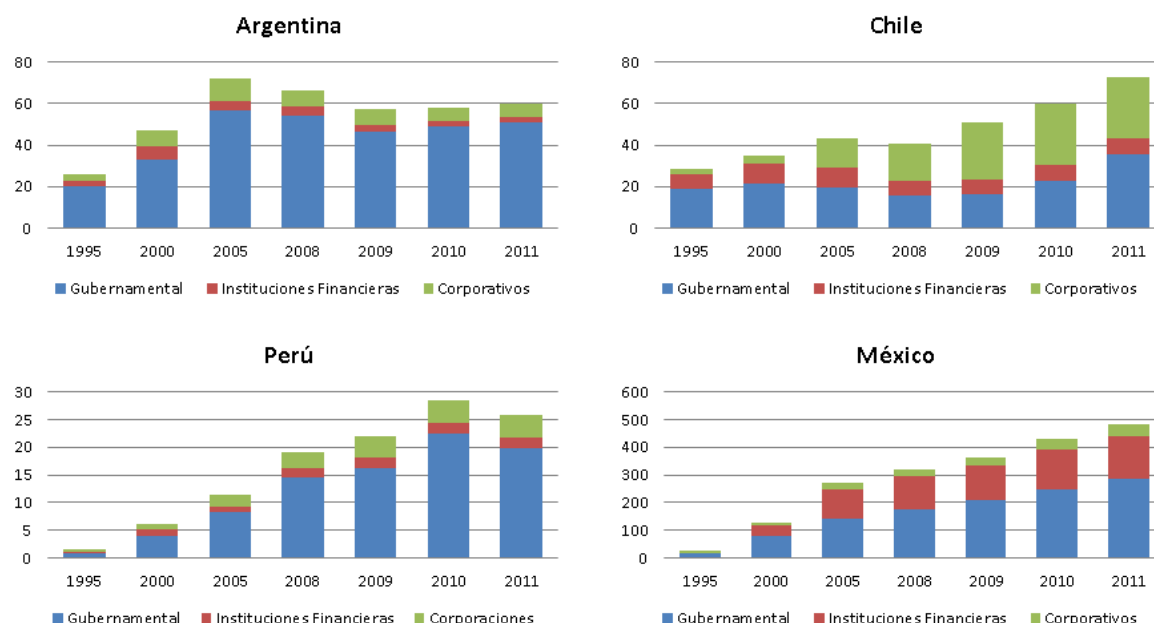 Argentina
80
60
40
20
0
1995 2000 2005 2008 2009 2010 2011
Gubernamental Instituciones Financieras Corporativos
Chile
80
60
40
20
0
1995 2000 2005 2008 2009 2010 2011
Gubernamental Instituciones Financieras Corporativos
Perú
30
25
20
15
10
5
0
1995 2000 2005 2008 2009 2010 2011
Gubernamental Instituciones Financieras Corporaciones
México
600
500
400
300
200
100
0
1995 2000 2005 2008 2009 2010 2011
Gubernamental Instituciones Financieras Corporativos